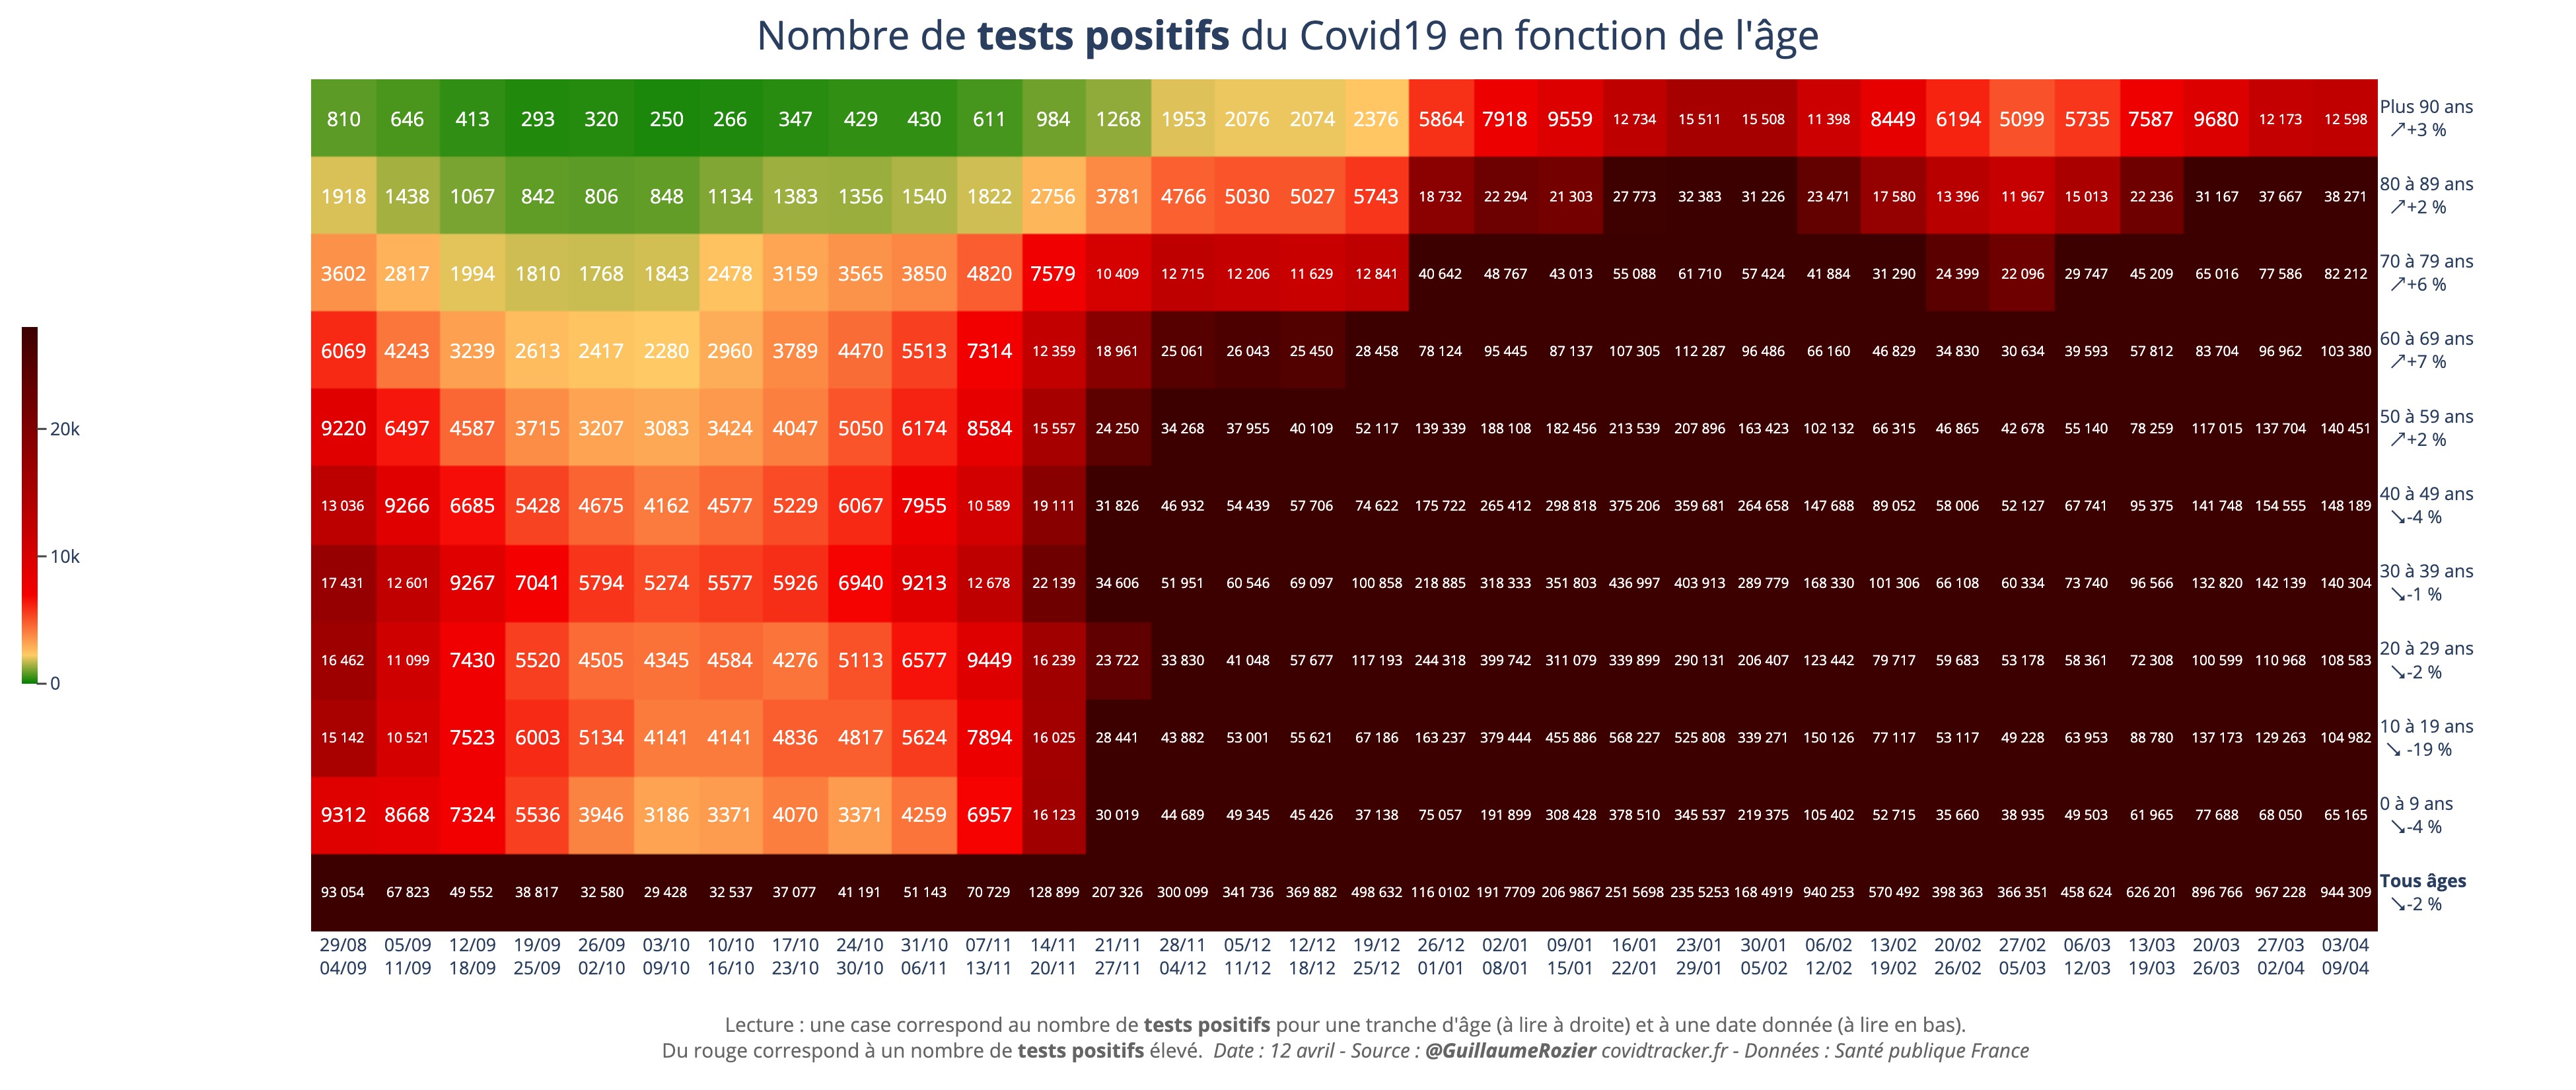 Nombre de tests positifs du Covid19 en fonction de l'âge
810 646 413 293 320 250 266 347 429 430 611 984 1268 1953 2076 2074 2376 5864 7918 9559 12 734 15 511 15 508 11 398 8449 6194 5099 5735 7587 9680 12 173 12 598 Plus 90 ans
↗+3 %
1918 1438 1067 842 806 848 1134 1383 1356 1540 1822 2756 3781 4766 5030 5027 5743 18 732 22 294 21 303 27 773 32 383 31 226 23 471 17 580 13 396 11 967 15 013 22 236 31 167 37 667 38 271 80 à 89 ans
↗+2 %
3602 2817 1994 1810 1768 1843 2478 3159 3565 3850 4820 7579 10 409 12 715 12 206 11 629 12 841 40 642 48 767 43 013 55 088 61 710 57 424 41 884 31 290 24 399 22 096 29 747 45 209 65 016 77 586 82 212 70 à 79 ans
↗+6 %
6069 4243 3239 2613 2417 2280 2960 3789 4470 5513 7314 12 359 18 961 25 061 26 043 25 450 28 458 78 124 95 445 87 137 107 305 112 287 96 486 66 160 46 829 34 830 30 634 39 593 57 812 83 704 96 962 103 380 60 à 69 ans
↗+7 %
9220 6497 4587 3715 3207 3083 3424 4047 5050 6174 8584 15 557 24 250 34 268 37 955 40 109 52 117 139 339 188 108 182 456 213 539 207 896 163 423 102 132 66 315 46 865 42 678 55 140 78 259 117 015 137 704 140 451 50 à 59 ans
↗+2 %
13 036 9266 6685 5428 4675 4162 4577 5229 6067 7955 10 589 19 111 31 826 46 932 54 439 57 706 74 622 175 722 265 412 298 818 375 206 359 681 264 658 147 688 89 052 58 006 52 127 67 741 95 375 141 748 154 555 148 189 40 à 49 ans
↘-4 %
17 431 12 601 9267 7041 5794 5274 5577 5926 6940 9213 12 678 22 139 34 606 51 951 60 546 69 097 100 858 218 885 318 333 351 803 436 997 403 913 289 779 168 330 101 306 66 108 60 334 73 740 96 566 132 820 142 139 140 304 30 à 39 ans
↘-1 %
16 462 11 099 7430 5520 4505 4345 4584 4276 5113 6577 9449 16 239 23 722 33 830 41 048 57 677 117 193 244 318 399 742 311 079 339 899 290 131 206 407 123 442 79 717 59 683 53 178 58 361 72 308 100 599 110 968 108 583 20 à 29 ans
↘-2 %
15 142 10 521 7523 6003 5134 4141 4141 4836 4817 5624 7894 16 025 28 441 43 882 53 001 55 621 67 186 163 237 379 444 455 886 568 227 525 808 339 271 150 126 77 117 53 117 49 228 63 953 88 780 137 173 129 263 104 982 10 à 19 ans
↘ -19 %
9312 8668 7324 5536 3946 3186 3371 4070 3371 4259 6957 16 123 30 019 44 689 49 345 45 426 37 138 75 057 191 899 308 428 378 510 345 537 219 375 105 402 52 715 35 660 38 935 49 503 61 965 77 688 68 050 65 165 0 à 9 ans
↘-4 %
93 054 67 823 49 552 38 817 32 580 29 428 32 537 37 077 41 191 51 143 70 729 128 899 207 326 300 099 341 736 369 882 498 632 116 0102 191 7709 206 9867 251 5698 235 5253 168 4919 940 253 570 492 398 363 366 351 458 624 626 201 896 766 967 228 944 309 Tous âges
↘-2 %
29/08 05/09 12/09 19/09 26/09 03/10 10/10 17/10 24/10 31/10 07/11 14/11 21/11 28/11 05/12 12/12 19/12 26/12 02/01 09/01 16/01 23/01 30/01 06/02 13/02 20/02 27/02 06/03 13/03 20/03 27/03 03/04
04/09 11/09 18/09 25/09 02/10 09/10 16/10 23/10 30/10 06/11 13/11 20/11 27/11 04/12 11/12 18/12 25/12 01/01 08/01 15/01 22/01 29/01 05/02 12/02 19/02 26/02 05/03 12/03 19/03 26/03 02/04 09/04
20k
10k
0
Lecture : une case correspond au nombre de tests positifs pour une tranche d'âge (à lire à droite) et à une date donnée (à lire en bas).
Du rouge correspond à un nombre de tests positifs élevé. Date : 12 avril - Source : @GuillaumeRozier covidtracker.fr - Données : Santé publique France